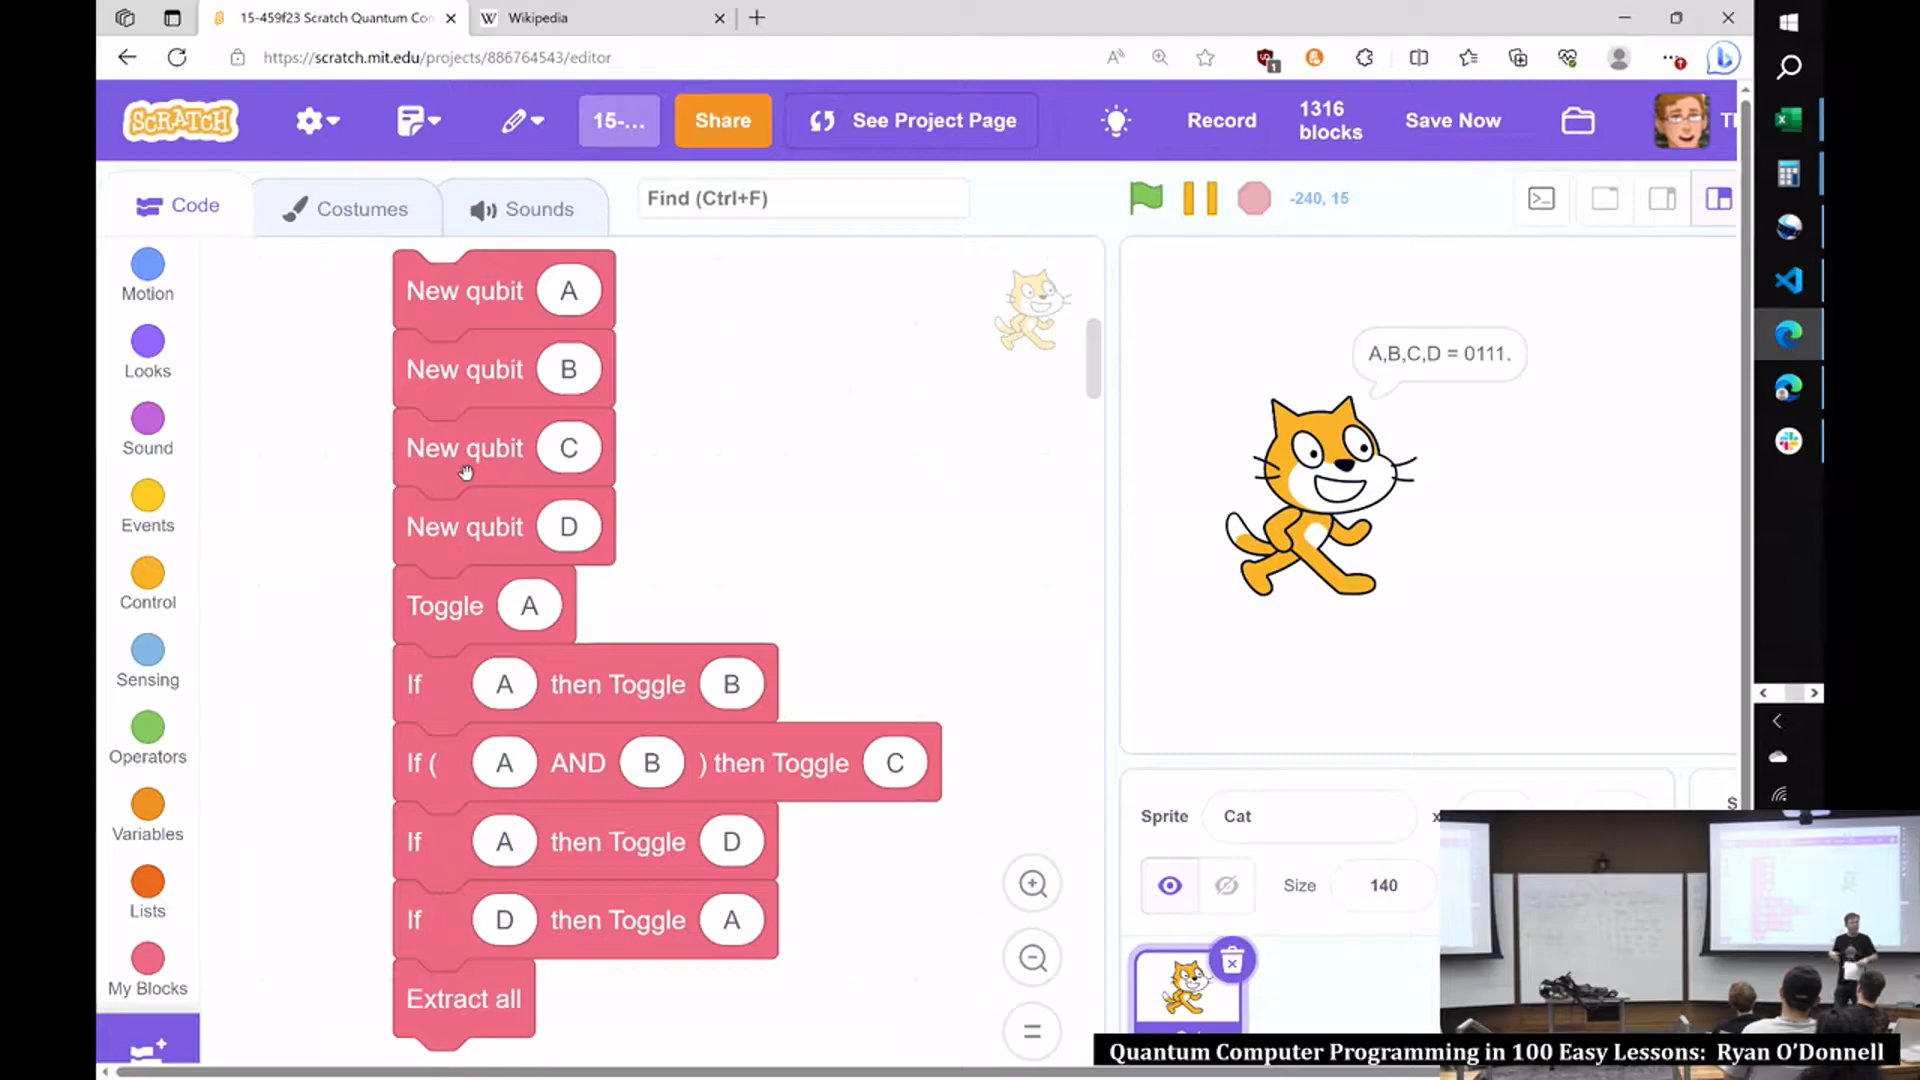 15-459f23 Scratch Quantum Co
Wikipedia
https://scratch.mit.edu/projects/886764543/editor
SCRATCH
15-...
Share
See Project Page
Record
1316 blocks
Save Now
Code
Costumes
Sounds
Find (Ctrl+F)
-240, 15
Motion
Looks
Sound
Events
Control
Sensing
Operators
Variables
Lists
My Blocks
New qubit A
New qubit B
New qubit C
New qubit D
Toggle A
If A then Toggle B
If ( A AND B ) then Toggle C
If A then Toggle D
If D then Toggle A
Extract all
A,B,C,D = 0111.
Sprite Cat
Size 140
Quantum Computer Programming in 100 Easy Lessons: Ryan O'Donnell